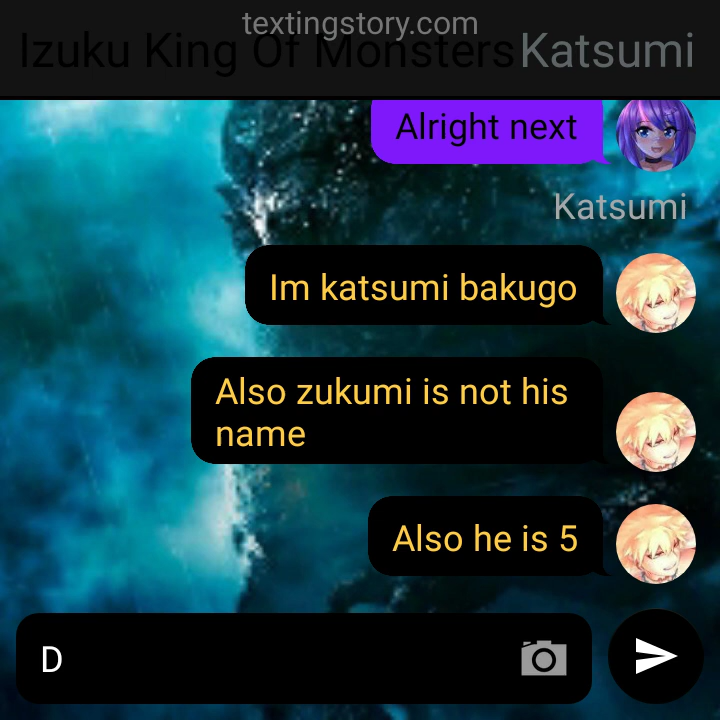 textingstory.com
Izuku King Of Monsters Katsumi
Alright next
Katsumi
Im katsumi bakugo
Also zukumi is not his
name
Also he is 5
D